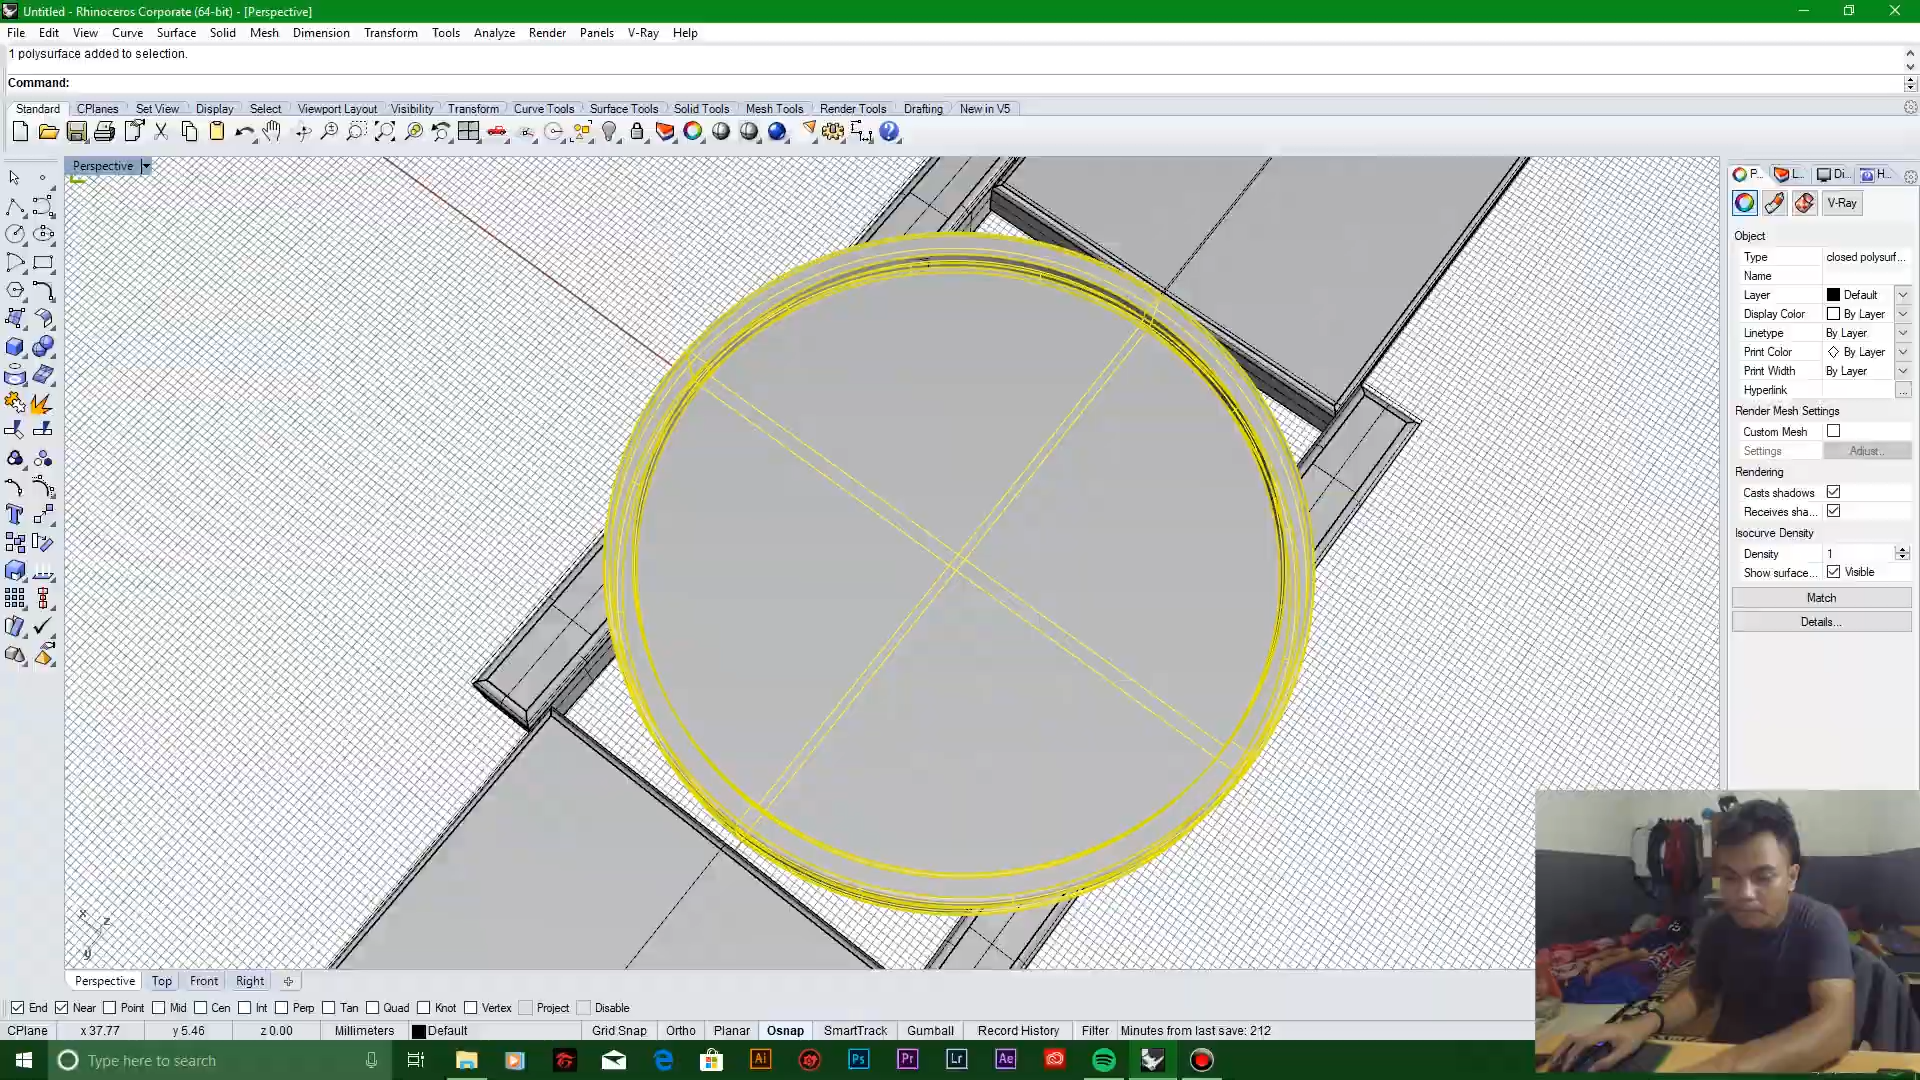 Untitled - Rhinoceros Corporate (64-bit) - [Perspective]
File Edit View Curve Surface Solid Mesh Dimension Transform Tools Analyze Render Panels V-Ray Help
1 polysurface added to selection.
Command:
Standard CPlanes Set View Display Select Viewport Layout Visibility Transform Curve Tools Surface Tools Solid Tools Mesh Tools Render Tools Drafting New in V5
Perspective
P... L... Di... H...
V-Ray
Object
Type closed polysurf...
Name
Layer Default
Display Color By Layer
Linetype By Layer
Print Color By Layer
Print Width By Layer
Hyperlink ...
Render Mesh Settings
Custom Mesh
Settings Adjust...
Rendering
Casts shadows
Receives sha...
Isocurve Density
Density 1
Show surface... Visible
Match
Details...
x z
y
Perspective Top Front Right
End Near Point Mid Cen Int Perp Tan Quad Knot Vertex Project Disable
CPlane x 37.77 y 5.46 z 0.00 Millimeters Default Grid Snap Ortho Planar Osnap SmartTrack Gumball Record History Filter Minutes from last save: 212
Type here to search Ai Ps Pr Lr Ae